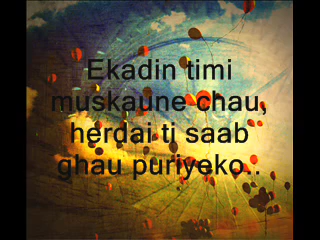 Ekadin timi
muskaune chau,
herdai ti saab
ghau puriyeko..